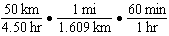 50 km/4.50 hr • 1 mi/1.609 km • 60 min/1 hr